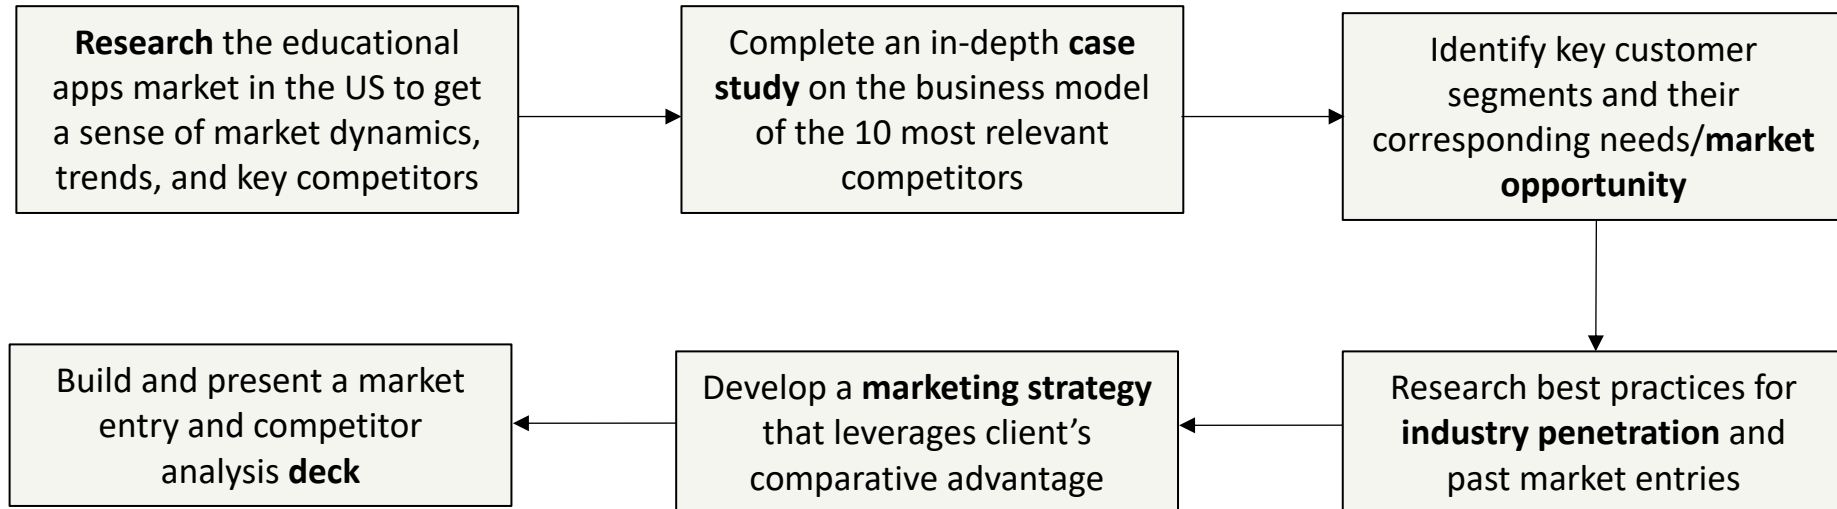 Research the educational
apps market in the US to get
a sense of market dynamics,
trends, and key competitors
Complete an in-depth case
study on the business model
of the 10 most relevant
competitors
Identify key customer
segments and their
corresponding needs/market
opportunity
Research best practices for
industry penetration and
past market entries
Develop a marketing strategy
that leverages client’s
comparative advantage
Build and present a market
entry and competitor
analysis deck